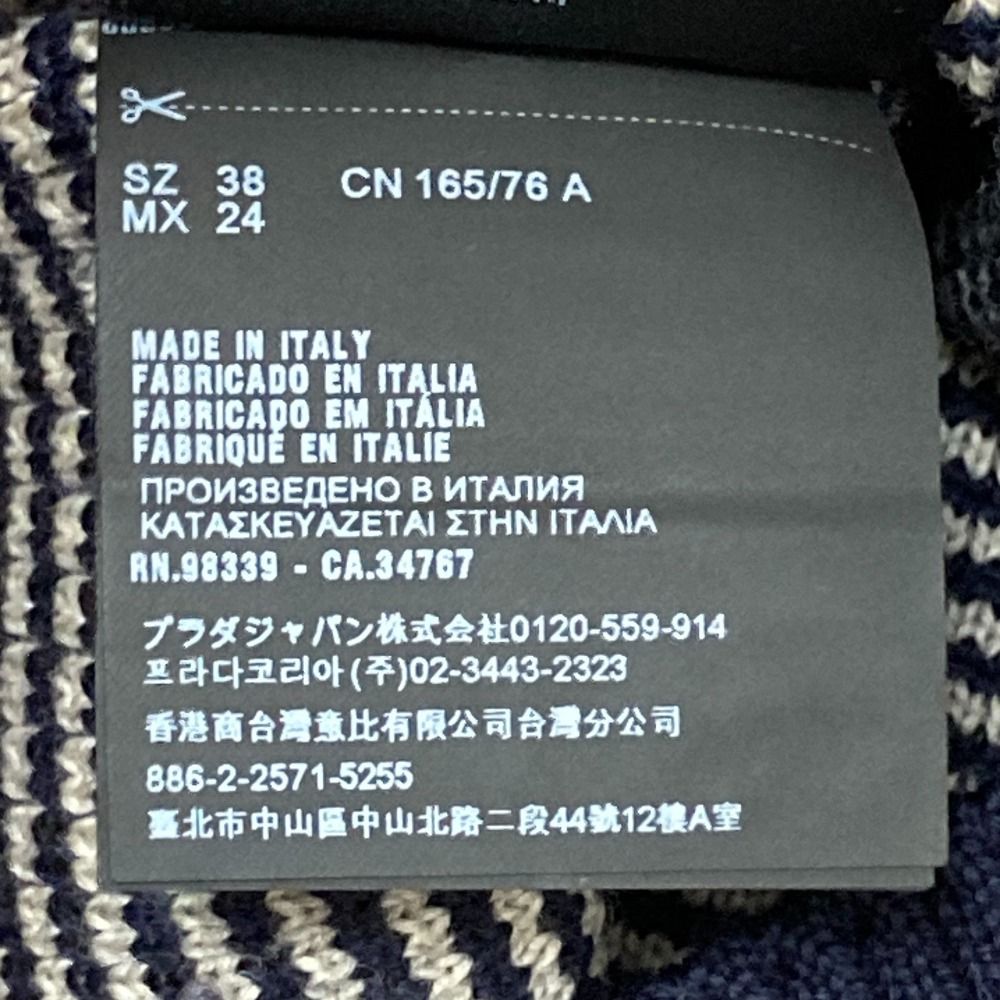 SZ 38 CN 165/76 A
MX 24
MADE IN ITALY
FABRICADO EN ITALIA
FABRICADO EM ITÁLIA
FABRIQUÉ EN ITALIE
ПРОИЗВЕДЕНО В ИТАЛИЯ
ΚΑΤΑΣΚΕΥΑΖΕΤΑΙ ΣΤΗΝ ΙΤΑΛΙΑ
RN.98339 - CA.34767
プラダジャパン株式会社0120-559-914
프라다코리아(주)02-3443-2323
香港商台灣意比有限公司台灣分公司
886-2-2571-5255
臺北市中山區中山北路二段44號12樓A室